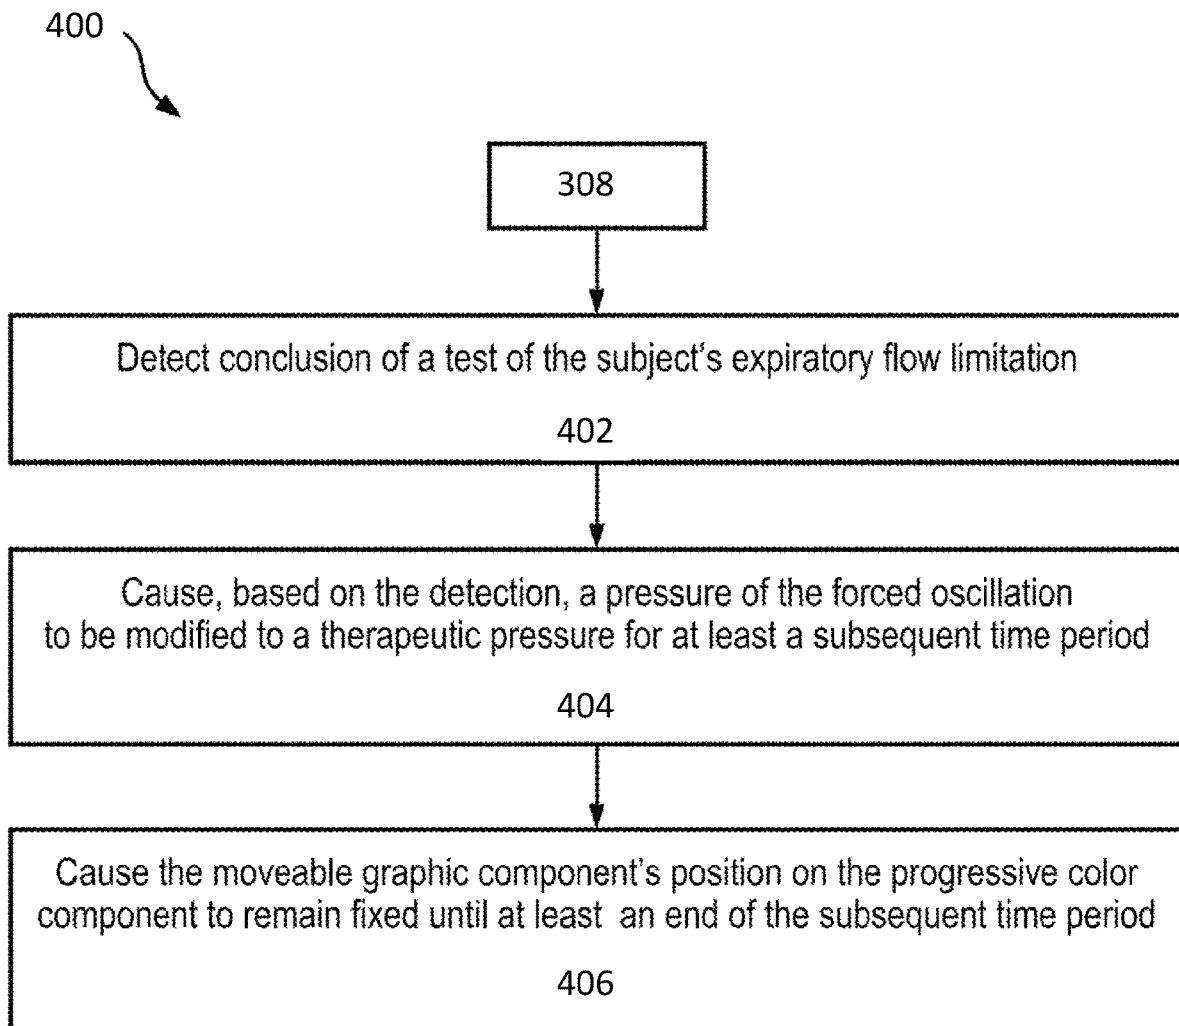 400
308
Detect conclusion of a test of the subject's expiratory flow limitation
402
Cause, based on the detection, a pressure of the forced oscillation
to be modified to a therapeutic pressure for at least a subsequent time period
404
Cause the moveable graphic component's position on the progressive color
component to remain fixed until at least an end of the subsequent time period
406